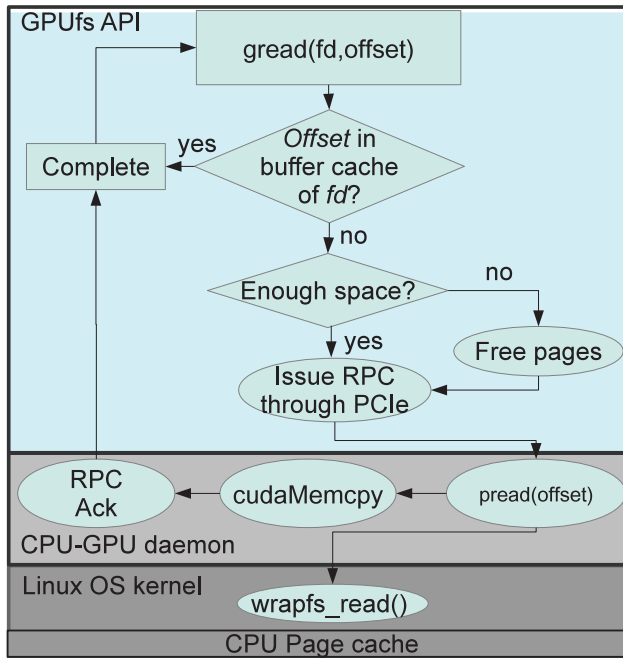 GPUfs API
gread(fd,offset)
Offset in
buffer cache
of fd?
yes
Complete
no
Enough space?
no
yes
Free pages
Issue RPC
through PCIe
RPC
Ack
cudaMemcpy
pread(offset)
CPU-GPU daemon
Linux OS kernel
wrapfs_read()
CPU Page cache